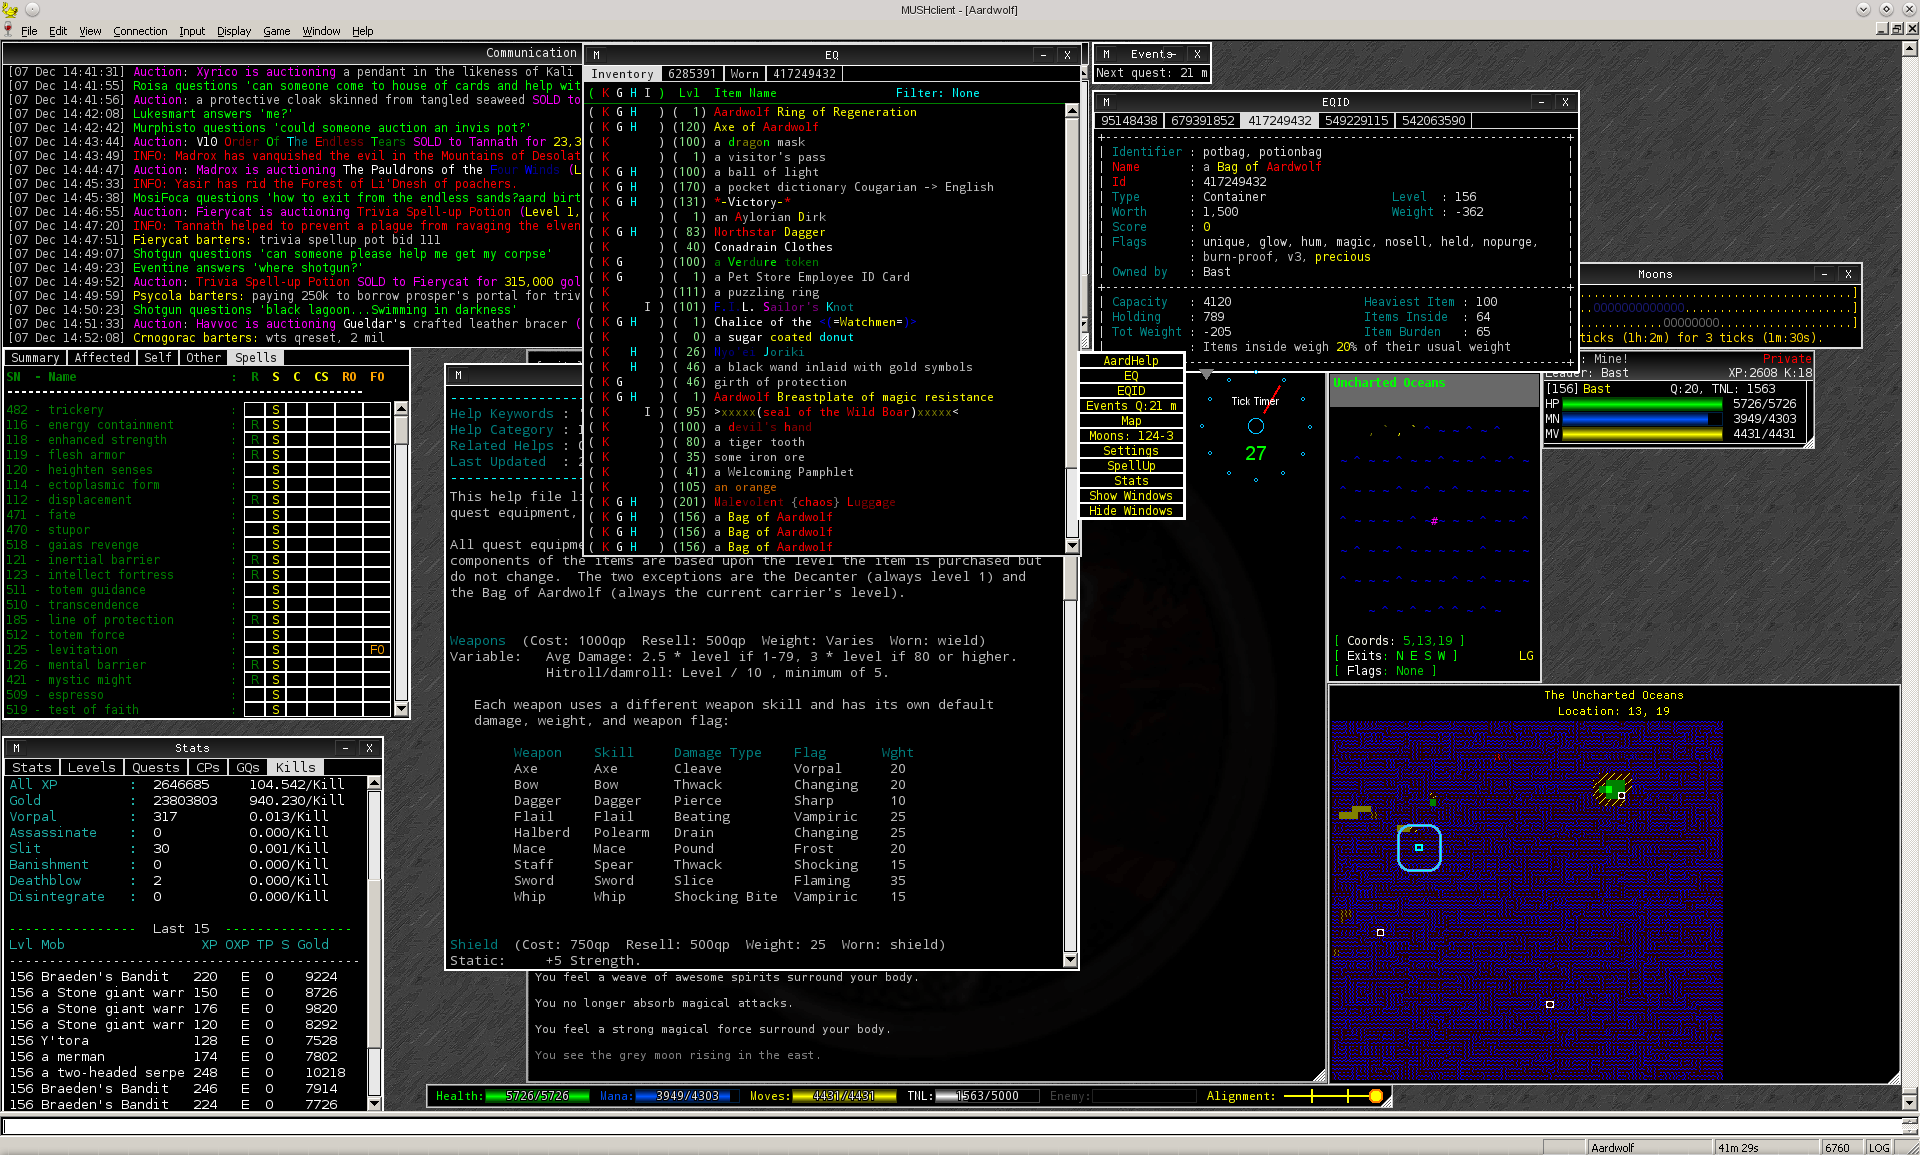 MUSHclient - [Aardwolf]
File Edit View Connection Input Display Game Window Help
Communication
[07 Dec 14:41:31] Auction: Xyrico is auctioning a pendant in the likeness of Kali
[07 Dec 14:41:55] Roisa questions 'can someone come to house of cards and help wit
[07 Dec 14:41:56] Auction: a protective cloak skinned from tangled seaweed SOLD to
[07 Dec 14:42:08] Lukesmart answers 'me?'
[07 Dec 14:42:42] Murphisto questions 'could someone auction an invis pot?'
[07 Dec 14:43:44] Auction: V10 Order Of The Endless Tears SOLD to Tannath for 23,3
[07 Dec 14:43:49] INFO: Madrox has vanquished the evil in the Mountains of Desolat
[07 Dec 14:44:47] Auction: Madrox is auctioning The Pauldrons of the Four Winds (L
[07 Dec 14:45:33] INFO: Yasir has rid the Forest of Li'Dnesh of poachers.
[07 Dec 14:45:38] MosiFoca questions 'how to exit from the endless sands?aard birt
[07 Dec 14:46:55] Auction: Fierycat is auctioning Trivia Spell-up Potion (Level 1,
[07 Dec 14:47:20] INFO: Tannath helped to prevent a plague from ravaging the elven
[07 Dec 14:47:51] Fierycat barters: trivia spellup pot bid 111
[07 Dec 14:49:07] Shotgun questions 'can someone please help me get my corpse'
[07 Dec 14:49:23] Eventine answers 'where shotgun?'
[07 Dec 14:49:52] Auction: Trivia Spell-up Potion SOLD to Fierycat for 315,000 gol
[07 Dec 14:49:59] Psycola barters: paying 250k to borrow prosper's portal for triv
[07 Dec 14:50:23] Shotgun questions 'black lagoon...Swimming in darkness'
[07 Dec 14:51:33] Auction: Havvoc is auctioning Gueldar's crafted leather bracer (
[07 Dec 14:52:08] Crnogorac barters: wts qreset, 2 mil
M EQ - X
Inventory 6285391 Worn 417249432
( K G H I ) Lvl Item Name Filter: None
( K G H ) ( 1) Aardwolf Ring of Regeneration
( K G H ) (120) Axe of Aardwolf
( K ) (100) a dragon mask
( K ) ( 1) a visitor's pass
( K G H ) (100) a ball of light
( K G H ) (170) a pocket dictionary Cougarian -> English
( K G H ) (131) *-Victory-*
( K ) ( 1) an Aylorian Dirk
( K G H ) ( 83) Northstar Dagger
( K ) ( 40) Conadrain Clothes
( K G ) (100) a Verdure token
( K G ) ( 1) a Pet Store Employee ID Card
( K ) (111) a puzzling ring
( K I ) (101) F.I.L. Sailor's Knot
( K G H ) ( 1) Chalice of the *(=Watchmen=)*
( K ) ( 0) a sugar coated donut
( K H ) ( 26) Joriki
( K H ) ( 46) a black wand inlaid with gold symbols
( K G ) ( 46) girth of protection
( K G H ) ( 1) Aardwolf Breastplate of magic resistance
( K I ) ( 95) >xxxxx(seal of the Wild Boar)xxxxx<
( K ) (100) a devil's hand
( K ) ( 80) a tiger tooth
( K ) ( 35) some iron ore
( K ) ( 41) a Welcoming Pamphlet
( K ) (105) an orange
( K G H ) (201) Malevolent {chaos} Luggage
( K G H ) (156) a Bag of Aardwolf
( K G H ) (156) a Bag of Aardwolf
( K G H ) (156) a Bag of Aardwolf
M Events - X
Next quest: 21 m
M EQID - X
95148438 679391852 417249432 549229115 542063590
Identifier : potbag, potionbag
Name : a Bag of Aardwolf
Id : 417249432
Type : Container Level : 156
Worth : 1,500 Weight : -362
Score : 0
Flags : unique, glow, hum, magic, nosell, held, nopurge,
: burn-proof, v3, precious
Owned by : Bast
Capacity : 4120 Heaviest Item : 100
Holding : 789 Items Inside : 64
Tot Weight : -205 Item Burden : 65
: Items inside weigh 20% of their usual weight
Moons - X
ticks (1h:2m) for 3 ticks (1m:30s).
: Mine! Private
Leader: Bast XP:2608 K:18
[156] Bast Q:20, TNL: 1563
HP 5726/5726
MN 3949/4303
MV 4431/4431
AardHelp
EQ
EQID
Events Q:21 m
Map
Moons: 124-3
Settings
SpellUp
Stats
Show Windows
Hide Windows
Tick Timer
27
Uncharted Oceans
#
[ Coords: 5,13,19 ]
[ Exits: N E S W ] LG
[ Flags: None ]
The Uncharted Oceans
Location: 13, 19
Summary Affected Self Other Spells
SN - Name : R S C CS RO FO
482 - trickery : S
116 - energy containment : R S
118 - enhanced strength : R S
119 - flesh armor : R S
120 - heighten senses : S
114 - ectoplasmic form : S
112 - displacement : R S
471 - fate : S
470 - stupor : S
518 - gaias revenge : S
121 - inertial barrier : R S
123 - intellect fortress : R S
511 - totem guidance : S
510 - transcendence : S
185 - line of protection : R S
512 - totem force : S
125 - levitation : S FO
126 - mental barrier : R S
421 - mystic might : R S
509 - espresso : S
519 - test of faith : S
M
Help Keywords : '
Help Category :
Related Helps :
Last Updated : 2
This help file li
quest equipment,
All quest equipme
components of the items are based upon the level the item is purchased but
do not change. The two exceptions are the Decanter (always level 1) and
the Bag of Aardwolf (always the current carrier's level).
Weapons (Cost: 1000qp Resell: 500qp Weight: Varies Worn: wield)
Variable: Avg Damage: 2.5 * level if 1-79, 3 * level if 80 or higher.
Hitroll/damroll: Level / 10 , minimum of 5.
Each weapon uses a different weapon skill and has its own default
damage, weight, and weapon flag:
Weapon Skill Damage Type Flag Wght
Axe Axe Cleave Vorpal 20
Bow Bow Thwack Changing 20
Dagger Dagger Pierce Sharp 10
Flail Flail Beating Vampiric 25
Halberd Polearm Drain Changing 25
Mace Mace Pound Frost 20
Staff Spear Thwack Shocking 15
Sword Sword Slice Flaming 35
Whip Whip Shocking Bite Vampiric 15
Shield (Cost: 750qp Resell: 500qp Weight: 25 Worn: shield)
Static: +5 Strength.
You feel a weave of awesome spirits surround your body.
You no longer absorb magical attacks.
You feel a strong magical force surround your body.
You see the grey moon rising in the east.
M Stats - X
Stats Levels Quests CPs GQs Kills
All XP : 2646685 104.542/Kill
Gold : 23803803 940.230/Kill
Vorpal : 317 0.013/Kill
Assassinate : 0 0.000/Kill
Slit : 30 0.001/Kill
Banishment : 0 0.000/Kill
Deathblow : 2 0.000/Kill
Disintegrate : 0 0.000/Kill
---------------- Last 15 ----------------
Lvl Mob XP OXP TP S Gold
156 Braeden's Bandit 220 E 0 9224
156 a Stone giant warr 150 E 0 8726
156 a Stone giant warr 176 E 0 9820
156 a Stone giant warr 120 E 0 8292
156 Y'tora 128 E 0 7528
156 a merman 174 E 0 7802
156 a two-headed serpe 248 E 0 10218
156 Braeden's Bandit 246 E 0 7914
156 Braeden's Bandit 224 E 0 7726
Health: 5726/5726 Mana: 3949/4303 Moves: 4431/4431 TNL: 1563/5000 Enemy: Alignment:
Aardwolf 41m 29s 6760 LOG